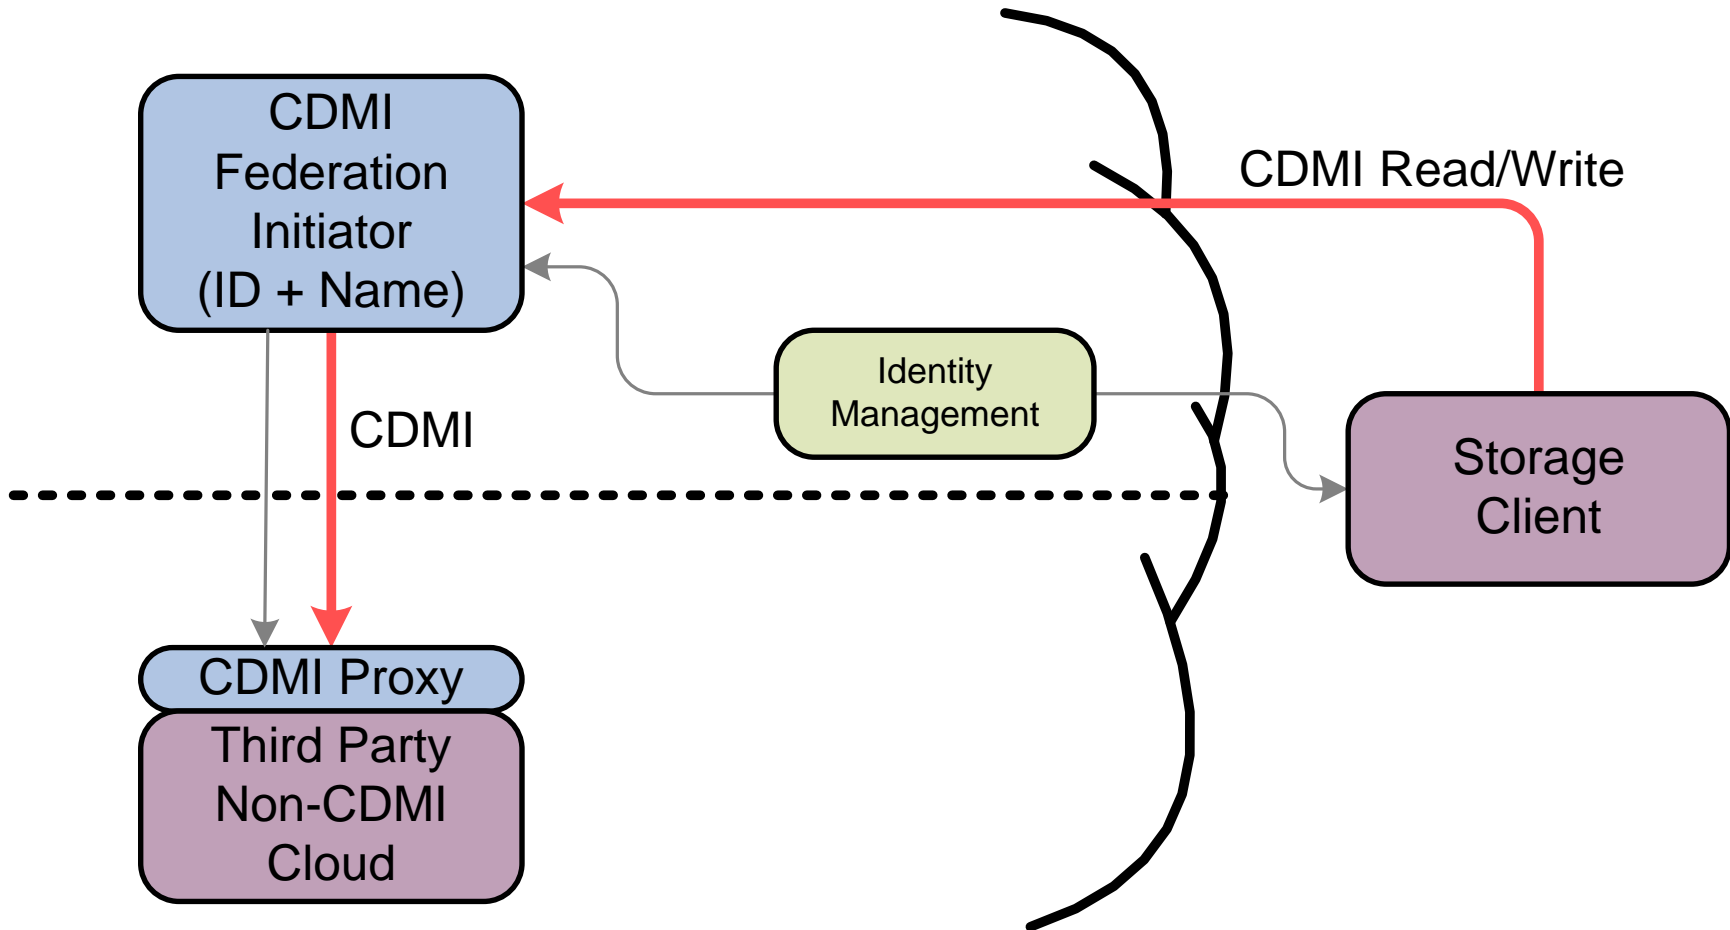 CDMI
Federation
Initiator
(ID + Name)
CDMI Read/Write
Identity
Management
CDMI
Storage
Client
CDMI Proxy
Third Party
Non-CDMI
Cloud